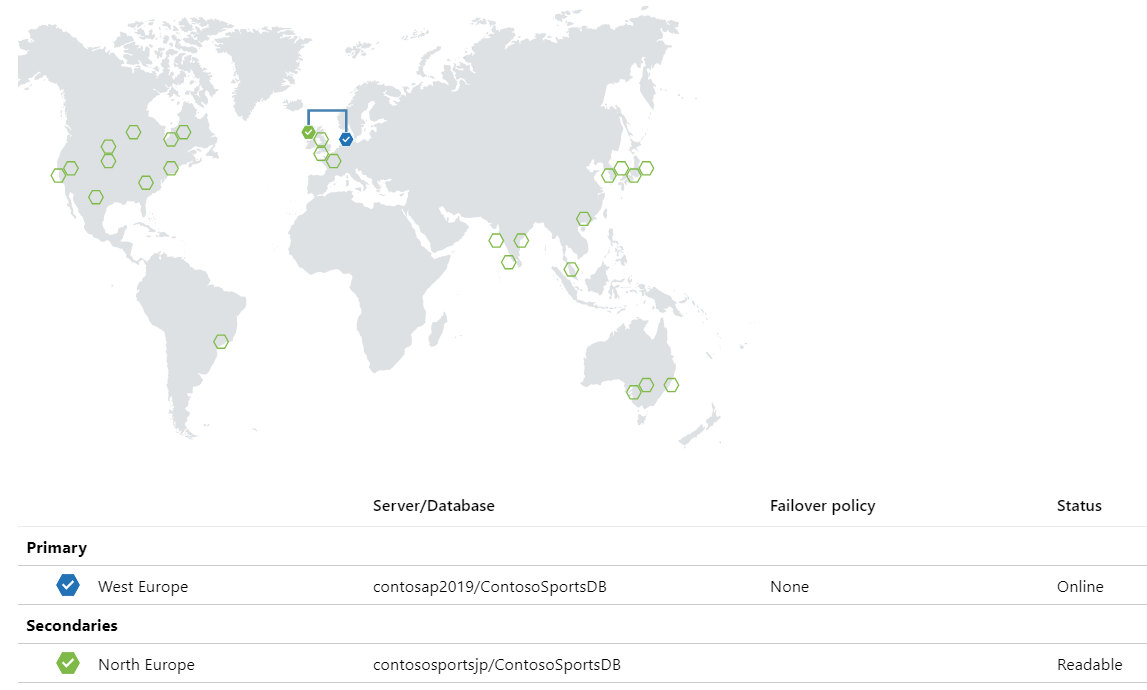 Server/Database Failover policy Status
Primary
West Europe contosap2019/ContosoSportsDB None Online
Secondaries
North Europe contososportsjp/ContosoSportsDB Readable